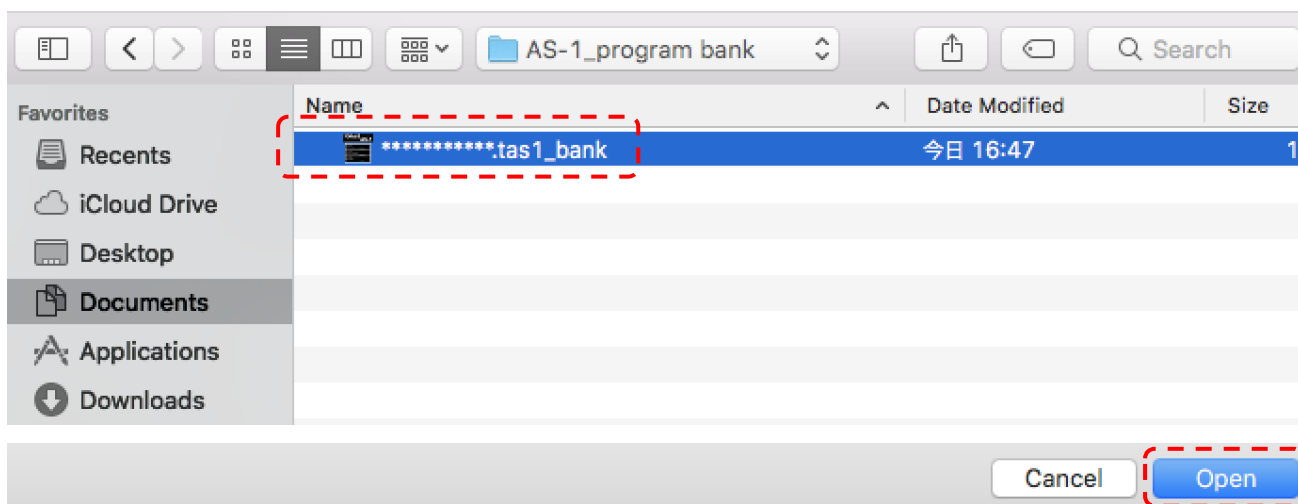 AS-1_program bank
Search
Favorites
Name
Date Modified
Size
Recents
***********.tas1_bank
今日 16:47
1
iCloud Drive
Desktop
Documents
Applications
Downloads
Cancel
Open